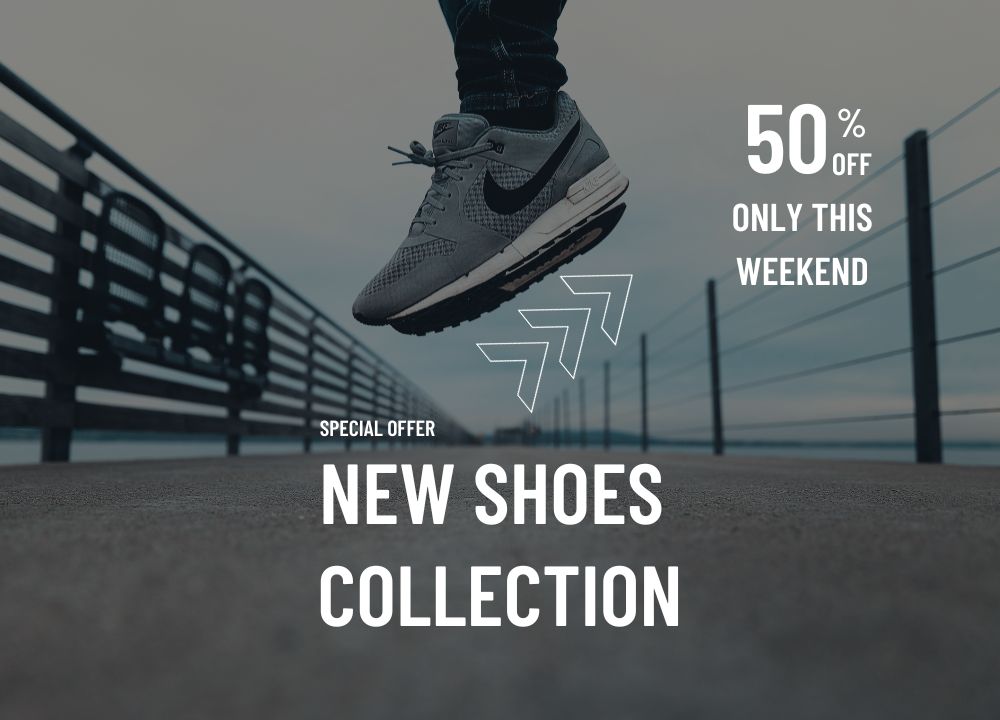 50% OFF
ONLY THIS
WEEKEND
SPECIAL OFFER
NEW SHOES
COLLECTION